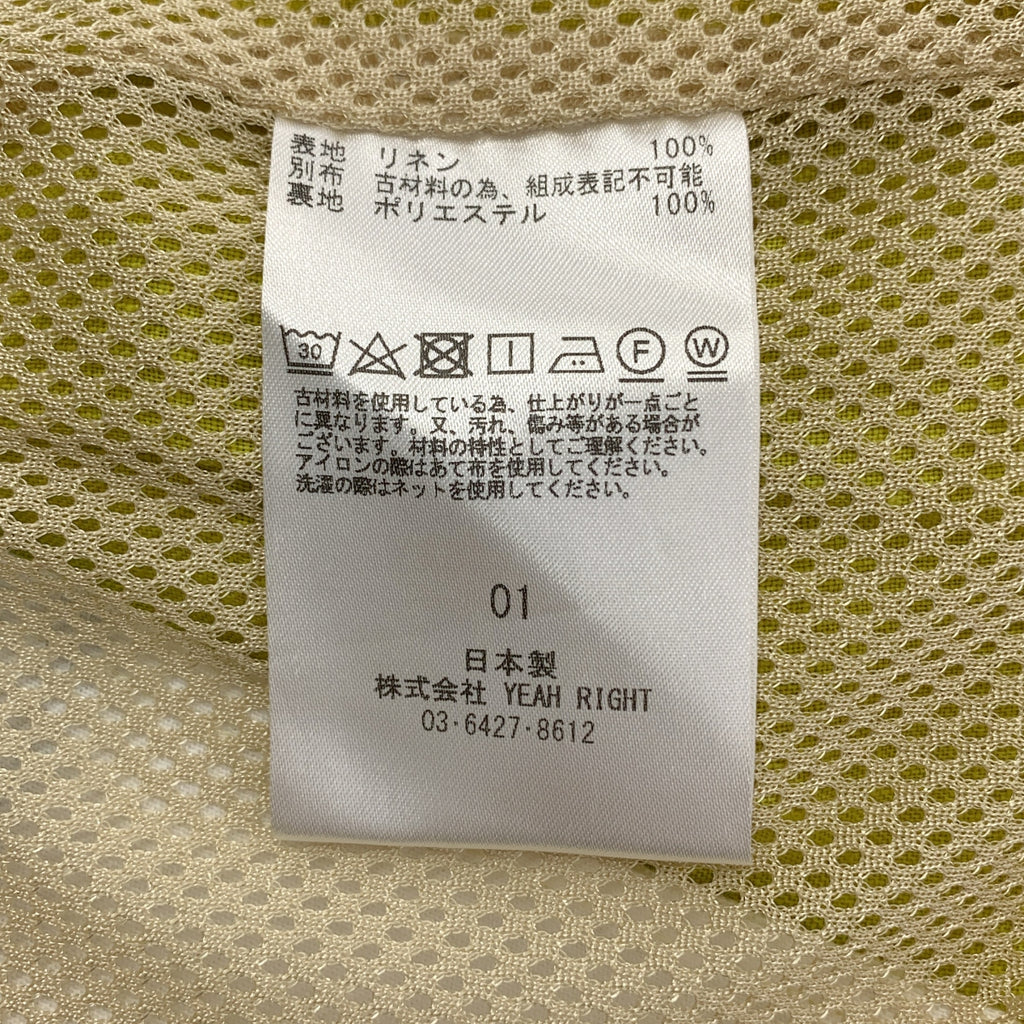 表地 リネン 100%
別布 古材料の為、組成表記不可能
裏地 ポリエステル 100%
30 F W
古材料を使用している為、仕上がりが一点ごと
に異なります。又、汚れ、傷み等がある場合が
ございます。材料の特性としてご理解ください。
アイロンの際はあて布を使用してください。
洗濯の際はネットを使用してください。
01
日本製
株式会社 YEAH RIGHT
03·6427·8612